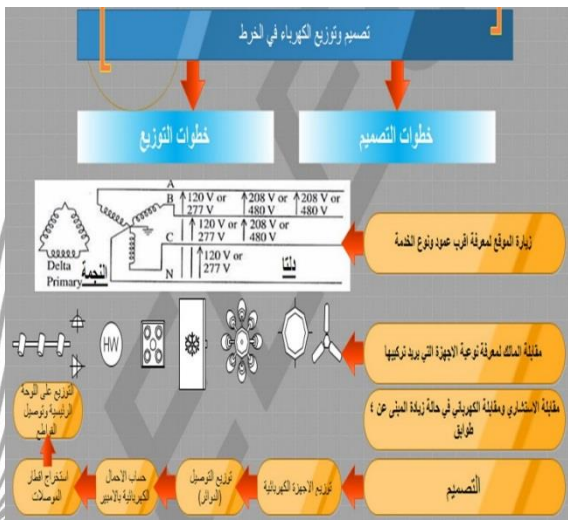 تصميم وتوزيع الكهرباء في الخرط
خطوات التصميم
خطوات التوزيع
زيارة الموقع لمعرفة اقرب عمود ونوع الخدمة
A
B
C
N
120 V or
277 V
208 V or
480 V
208 V or
480 V
120 V or
277 V
208 V or
480 V
120 V or
277 V
دلتا
النجمة
Delta
Primary
مقابلة المالك لمعرفة نوعية الاجهزة التي يريد تركيبها
HW
مقابلة الاستشاري ومقابلة الكهربائي في حالة زيادة المبنى عن ٤
طوابق
التصميم
توزيع الاجهزة الكهربائية
توزيع التوصيل
(الدوائر)
حساب الاحمال
الكهربائية بالامبير
استخراج اقطار
الموصلات
التوزيع على اللوحة
الرئيسية وتوصيل
القواطع